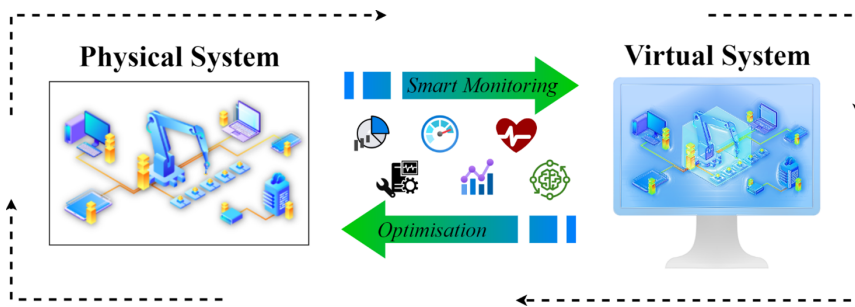 Physical System
Virtual System
Smart Monitoring
Optimisation